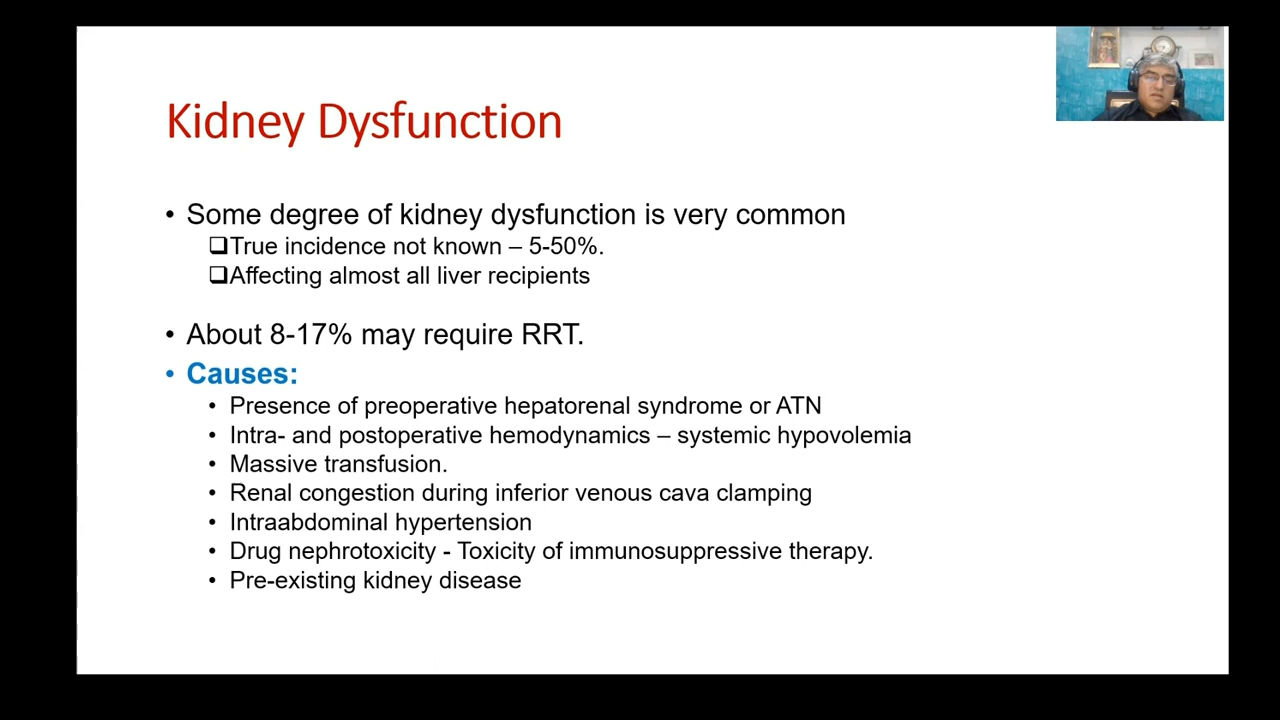 Kidney Dysfunction
• Some degree of kidney dysfunction is very common
❑True incidence not known – 5-50%.
❑Affecting almost all liver recipients
• About 8-17% may require RRT.
• Causes:
• Presence of preoperative hepatorenal syndrome or ATN
• Intra- and postoperative hemodynamics – systemic hypovolemia
• Massive transfusion.
• Renal congestion during inferior venous cava clamping
• Intraabdominal hypertension
• Drug nephrotoxicity - Toxicity of immunosuppressive therapy.
• Pre-existing kidney disease